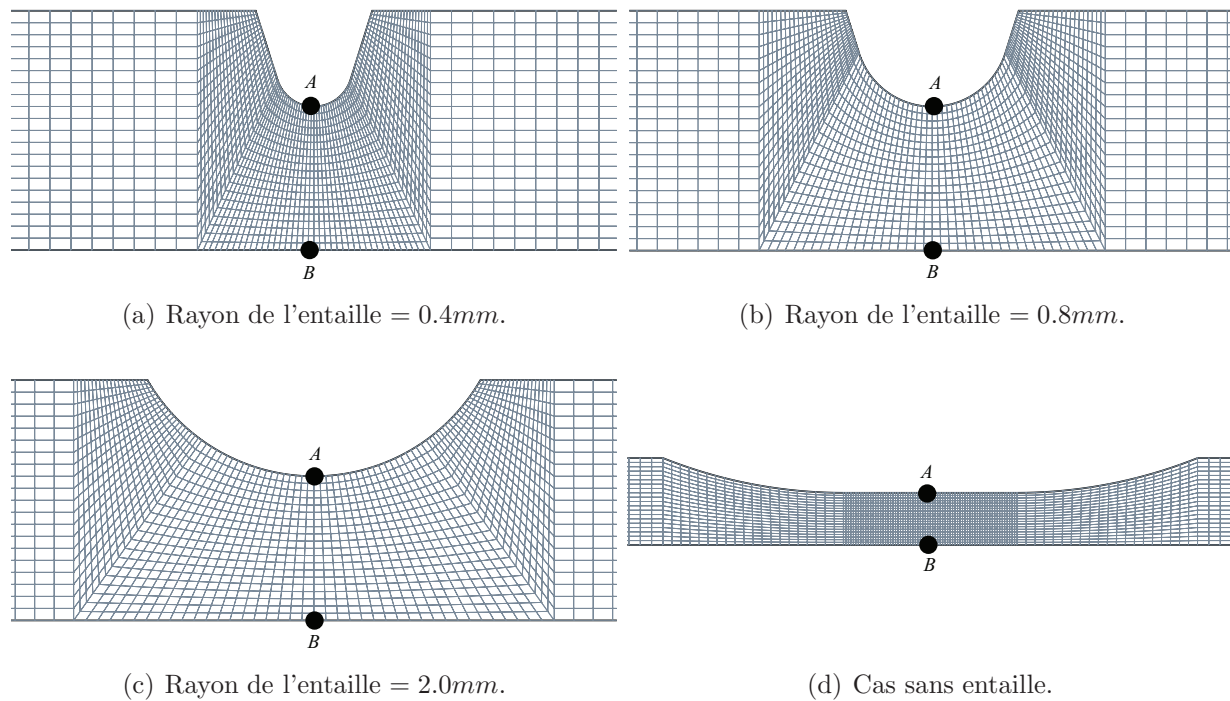 A
B
(a) Rayon de l'entaille = 0.4mm.
A
B
(b) Rayon de l'entaille = 0.8mm.
A
B
(c) Rayon de l'entaille = 2.0mm.
A
B
(d) Cas sans entaille.